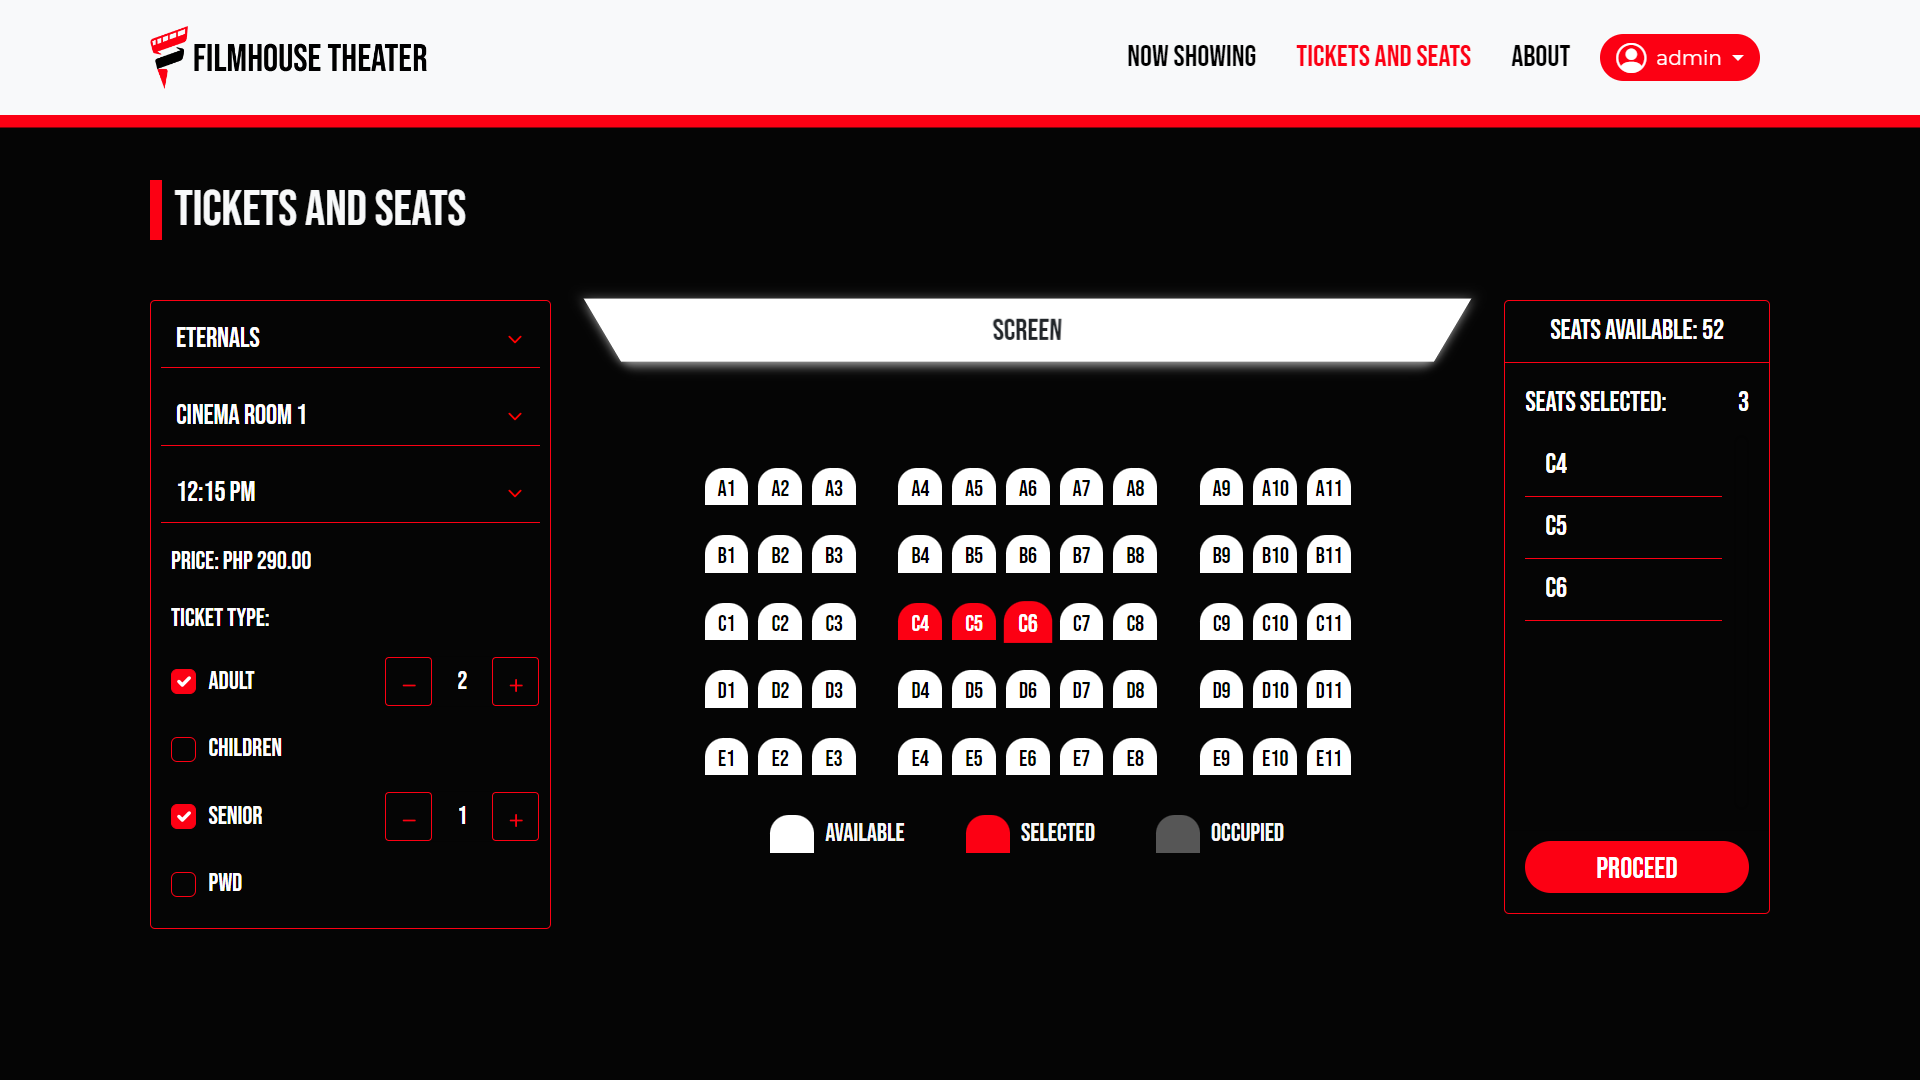 FILMHOUSE THEATER
NOW SHOWING
TICKETS AND SEATS
ABOUT
admin
TICKETS AND SEATS
ETERNALS
CINEMA ROOM 1
12:15 PM
PRICE: PHP 290.00
TICKET TYPE:
ADULT
− 2 +
CHILDREN
SENIOR
− 1 +
PWD
SCREEN
A1 A2 A3 A4 A5 A6 A7 A8 A9 A10 A11
B1 B2 B3 B4 B5 B6 B7 B8 B9 B10 B11
C1 C2 C3 C4 C5 C6 C7 C8 C9 C10 C11
D1 D2 D3 D4 D5 D6 D7 D8 D9 D10 D11
E1 E2 E3 E4 E5 E6 E7 E8 E9 E10 E11
AVAILABLE
SELECTED
OCCUPIED
SEATS AVAILABLE: 52
SEATS SELECTED: 3
C4
C5
C6
PROCEED